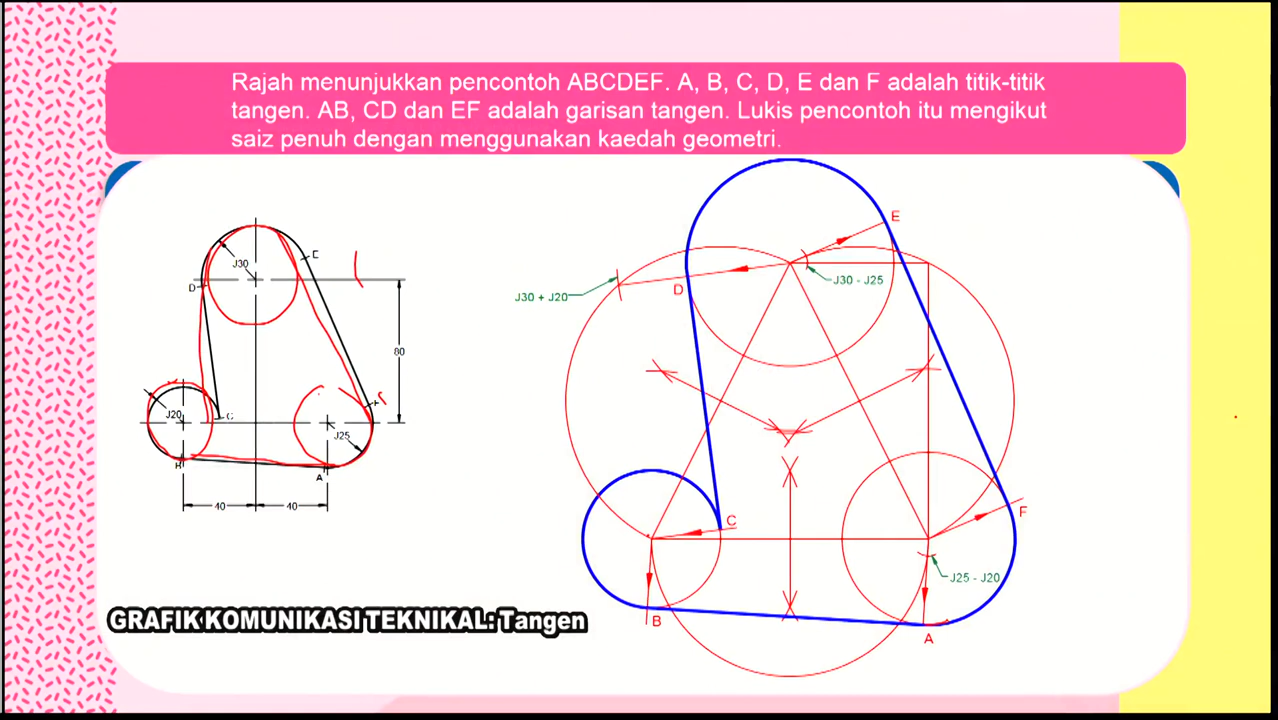 Rajah menunjukkan pencontoh ABCDEF. A, B, C, D, E dan F adalah titik-titik
tangen. AB, CD dan EF adalah garisan tangen. Lukis pencontoh itu mengikut
saiz penuh dengan menggunakan kaedah geometri.
E
J30
D
80
J20
C
J25
B
A
40
40
E
J30 - J25
J30 + J20
D
C
F
J25 - J20
B
A
GRAFIK KOMUNIKASI TEKNIKAL: Tangen